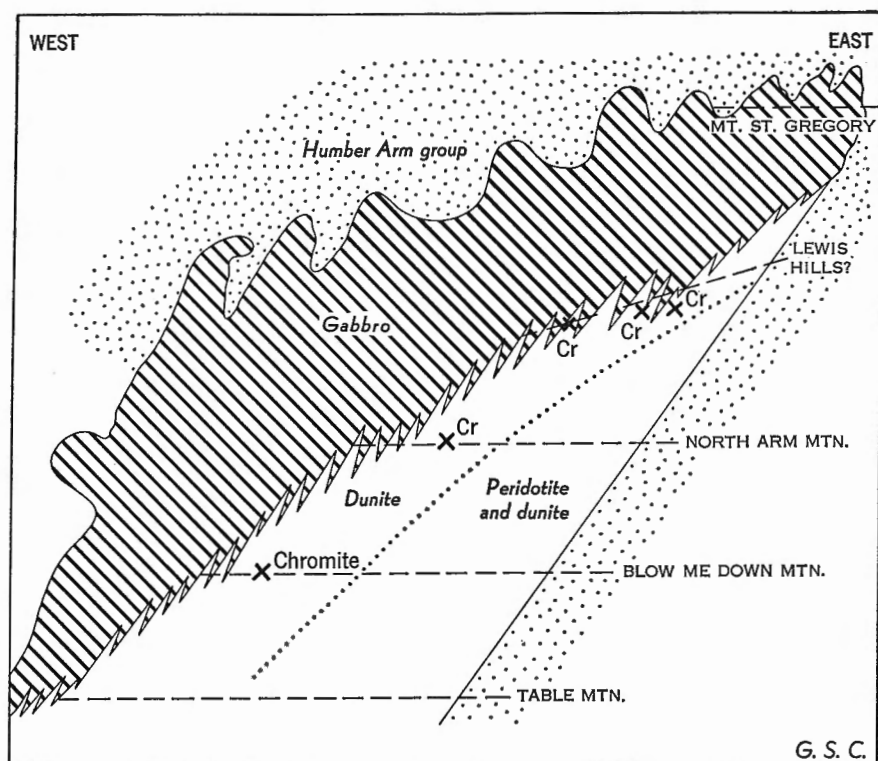 WEST
EAST
MT. ST. GREGORY
Humber Arm group
LEWIS
HILLS?
Gabbro
Cr
Cr
Cr
Cr
NORTH ARM MTN.
Dunite
Peridotite
and dunite
Chromite
BLOW ME DOWN MTN.
TABLE MTN.
G. S. C.